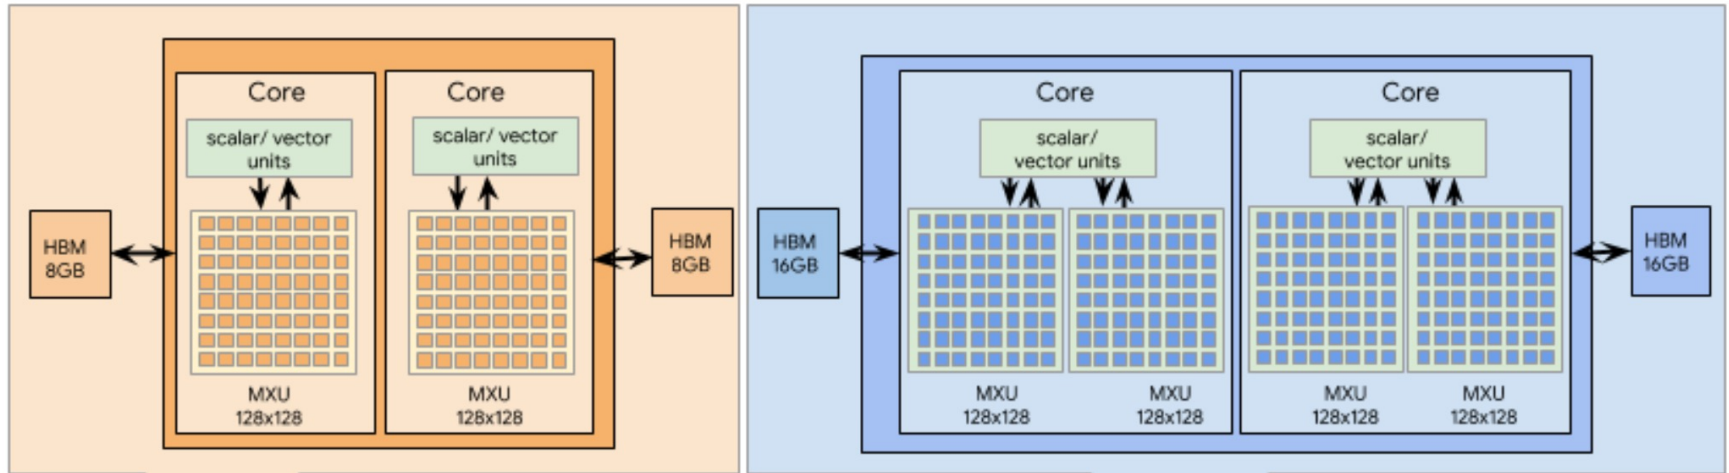 Core
scalar/ vector
units
MXU
128x128
Core
scalar/ vector
units
MXU
128x128
HBM
8GB
HBM
8GB
HBM
16GB
Core
scalar/
vector units
MXU
128x128
MXU
128x128
Core
scalar/
vector units
MXU
128x128
MXU
128x128
HBM
16GB